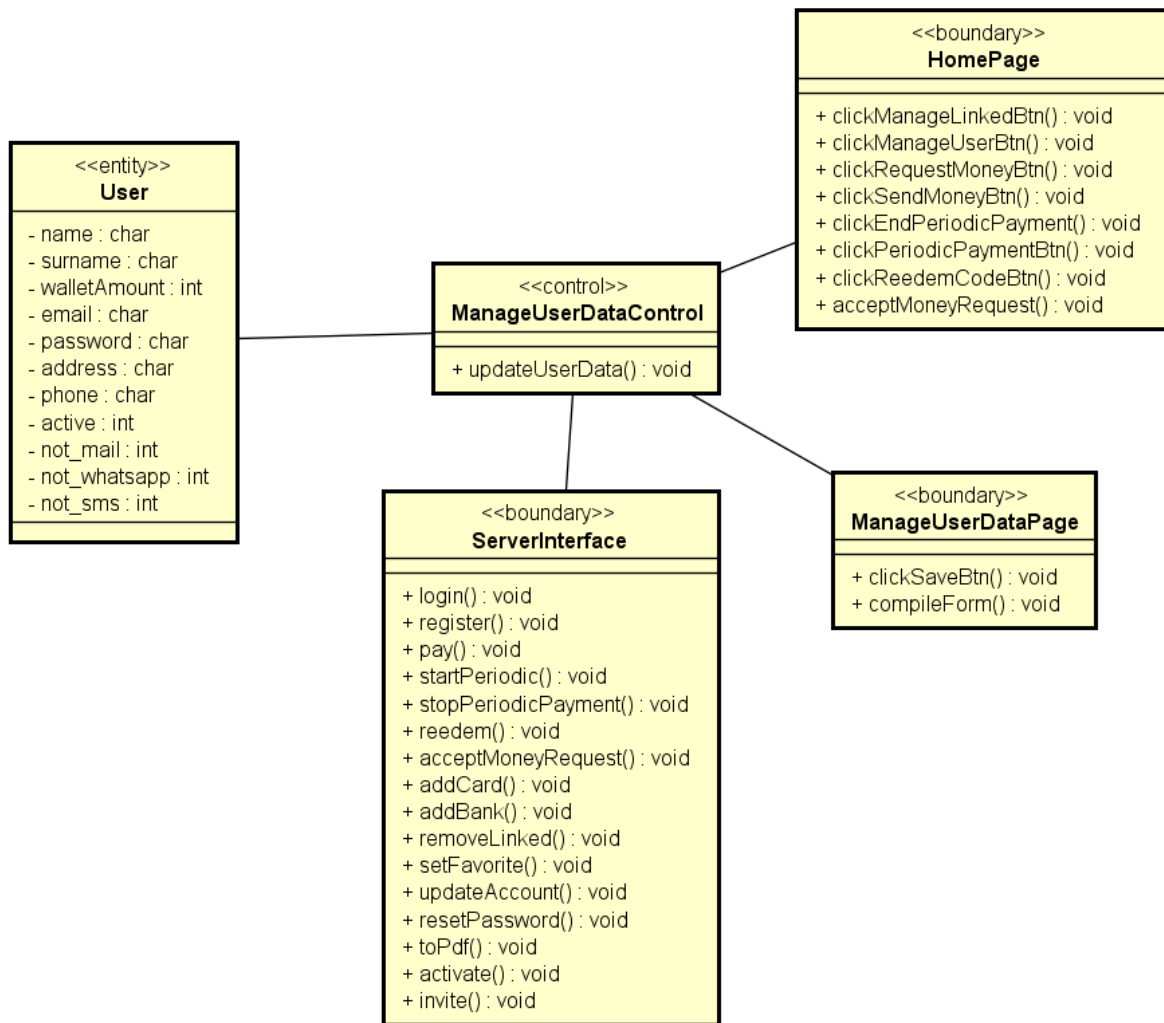 <<boundary>>
HomePage
+ clickManageLinkedBtn() : void
+ clickManageUserBtn() : void
+ clickRequestMoneyBtn() : void
+ clickSendMoneyBtn() : void
+ clickEndPeriodicPayment() : void
+ clickPeriodicPaymentBtn() : void
+ clickReedemCodeBtn() : void
+ acceptMoneyRequest() : void
<<entity>>
User
- name : char
- surname : char
- walletAmount : int
- email : char
- password : char
- address : char
- phone : char
- active : int
- not_mail : int
- not_whatsapp : int
- not_sms : int
<<control>>
ManageUserDataControl
+ updateUserData() : void
<<boundary>>
ServerInterface
+ login() : void
+ register() : void
+ pay() : void
+ startPeriodic() : void
+ stopPeriodicPayment() : void
+ reedem() : void
+ acceptMoneyRequest() : void
+ addCard() : void
+ addBank() : void
+ removeLinked() : void
+ setFavorite() : void
+ updateAccount() : void
+ resetPassword() : void
+ toPdf() : void
+ activate() : void
+ invite() : void
<<boundary>>
ManageUserDataPage
+ clickSaveBtn() : void
+ compileForm() : void